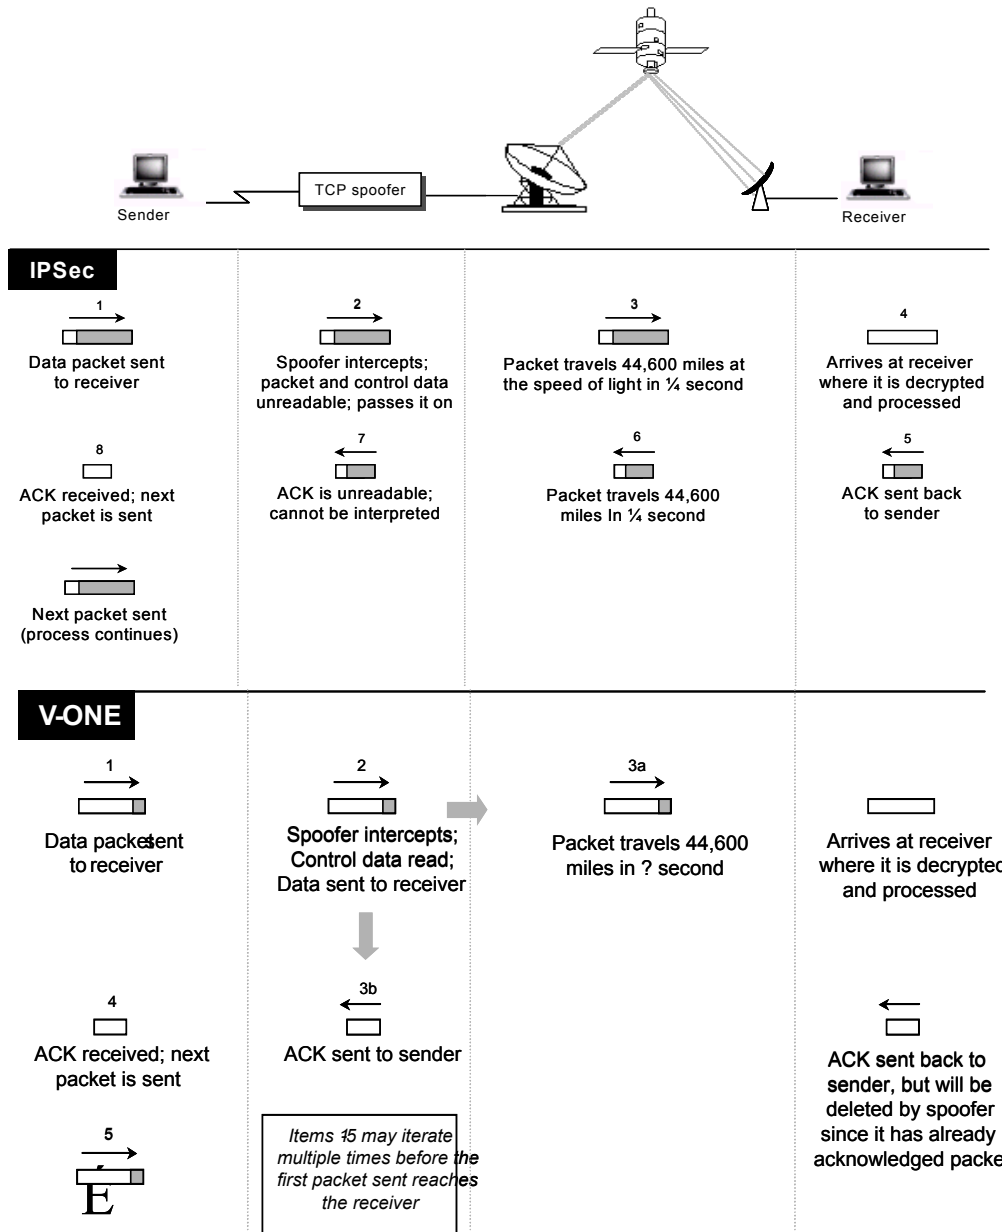 TCP spoofer
Sender
Receiver
IPSec
1
Data packet sent
to receiver
2
Spoofer intercepts;
packet and control data
unreadable; passes it on
3
Packet travels 44,600 miles at
the speed of light in ¼ second
4
Arrives at receiver
where it is decrypted
and processed
8
ACK received; next
packet is sent
7
ACK is unreadable;
cannot be interpreted
6
Packet travels 44,600
miles In ¼ second
5
ACK sent back
to sender
Next packet sent
(process continues)
V-ONE
1
Data packet sent
to receiver
2
Spoofer intercepts;
Control data read;
Data sent to receiver
3a
Packet travels 44,600
miles in ? second
Arrives at receiver
where it is decrypted
and processed
4
ACK received; next
packet is sent
3b
ACK sent to sender
ACK sent back to
sender, but will be
deleted by spoofer
since it has already
acknowledged packe
5
É
Items 15 may iterate
multiple times before the
first packet sent reaches
the receiver